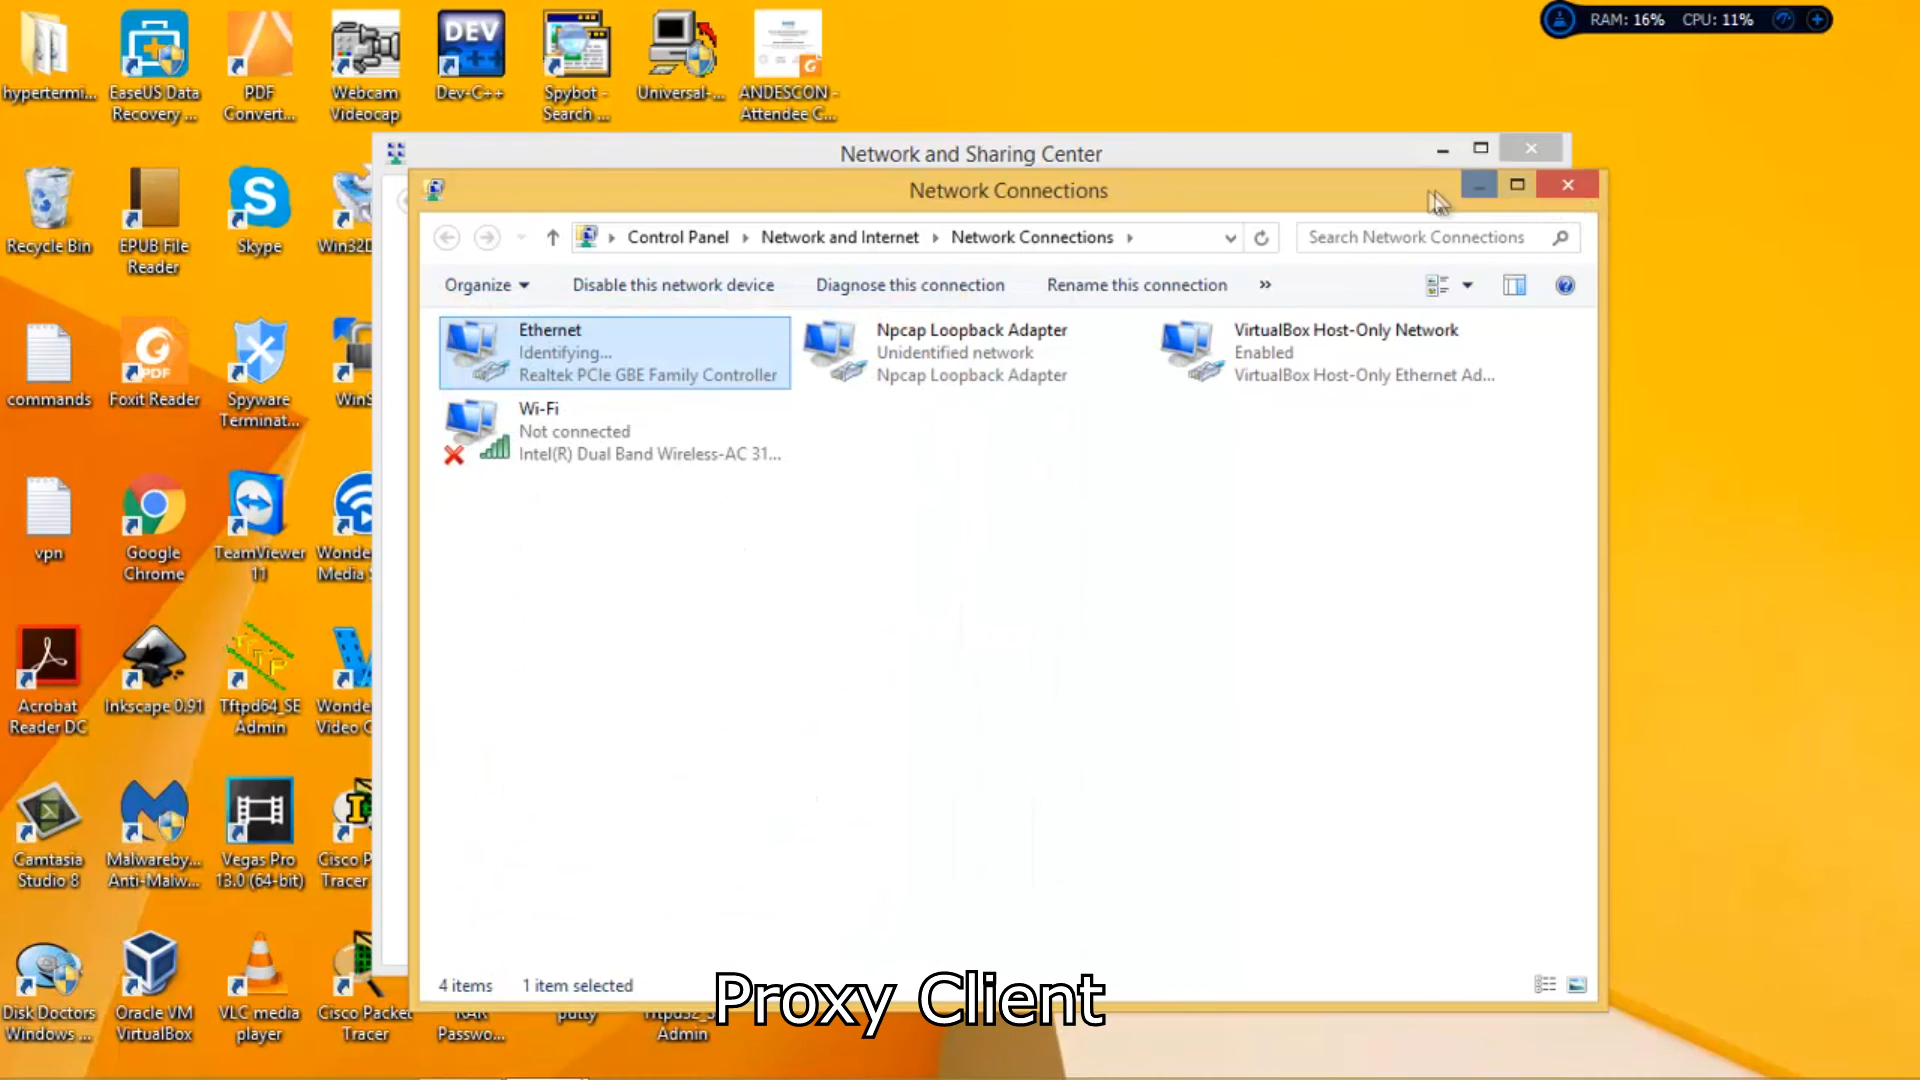 RAM: 16% CPU: 11%
hypertermi...
EaseUS Data
Recovery ...
PDF
Convert...
Webcam
Videocap
Dev-C++
Spybot -
Search ...
Universal-...
ANDESCON -
Attendee C...
Network and Sharing Center
Network Connections
Control Panel
Network and Internet
Network Connections
Search Network Connections
Organize
Disable this network device
Diagnose this connection
Rename this connection
»
Ethernet
Identifying...
Realtek PCIe GBE Family Controller
Npcap Loopback Adapter
Unidentified network
Npcap Loopback Adapter
VirtualBox Host-Only Network
Enabled
VirtualBox Host-Only Ethernet Ad...
Wi-Fi
Not connected
Intel(R) Dual Band Wireless-AC 31...
Recycle Bin
EPUB File
Reader
Skype
Win32D
commands
Foxit Reader
Spyware
Terminat...
WinS
vpn
Google
Chrome
TeamViewer
11
Wonde
Media S
Acrobat
Reader DC
Inkscape 0.91
Tftpd64_SE
Admin
Wonde
Video C
Camtasia
Studio 8
Malwareby...
Anti-Malw...
Vegas Pro
13.0 (64-bit)
Cisco P
Tracer
4 items
1 item selected
Proxy Client
Disk Doctors
Windows ...
Oracle VM
VirtualBox
VLC media
player
Cisco Packet
Tracer
Passwo...
putty
Admin